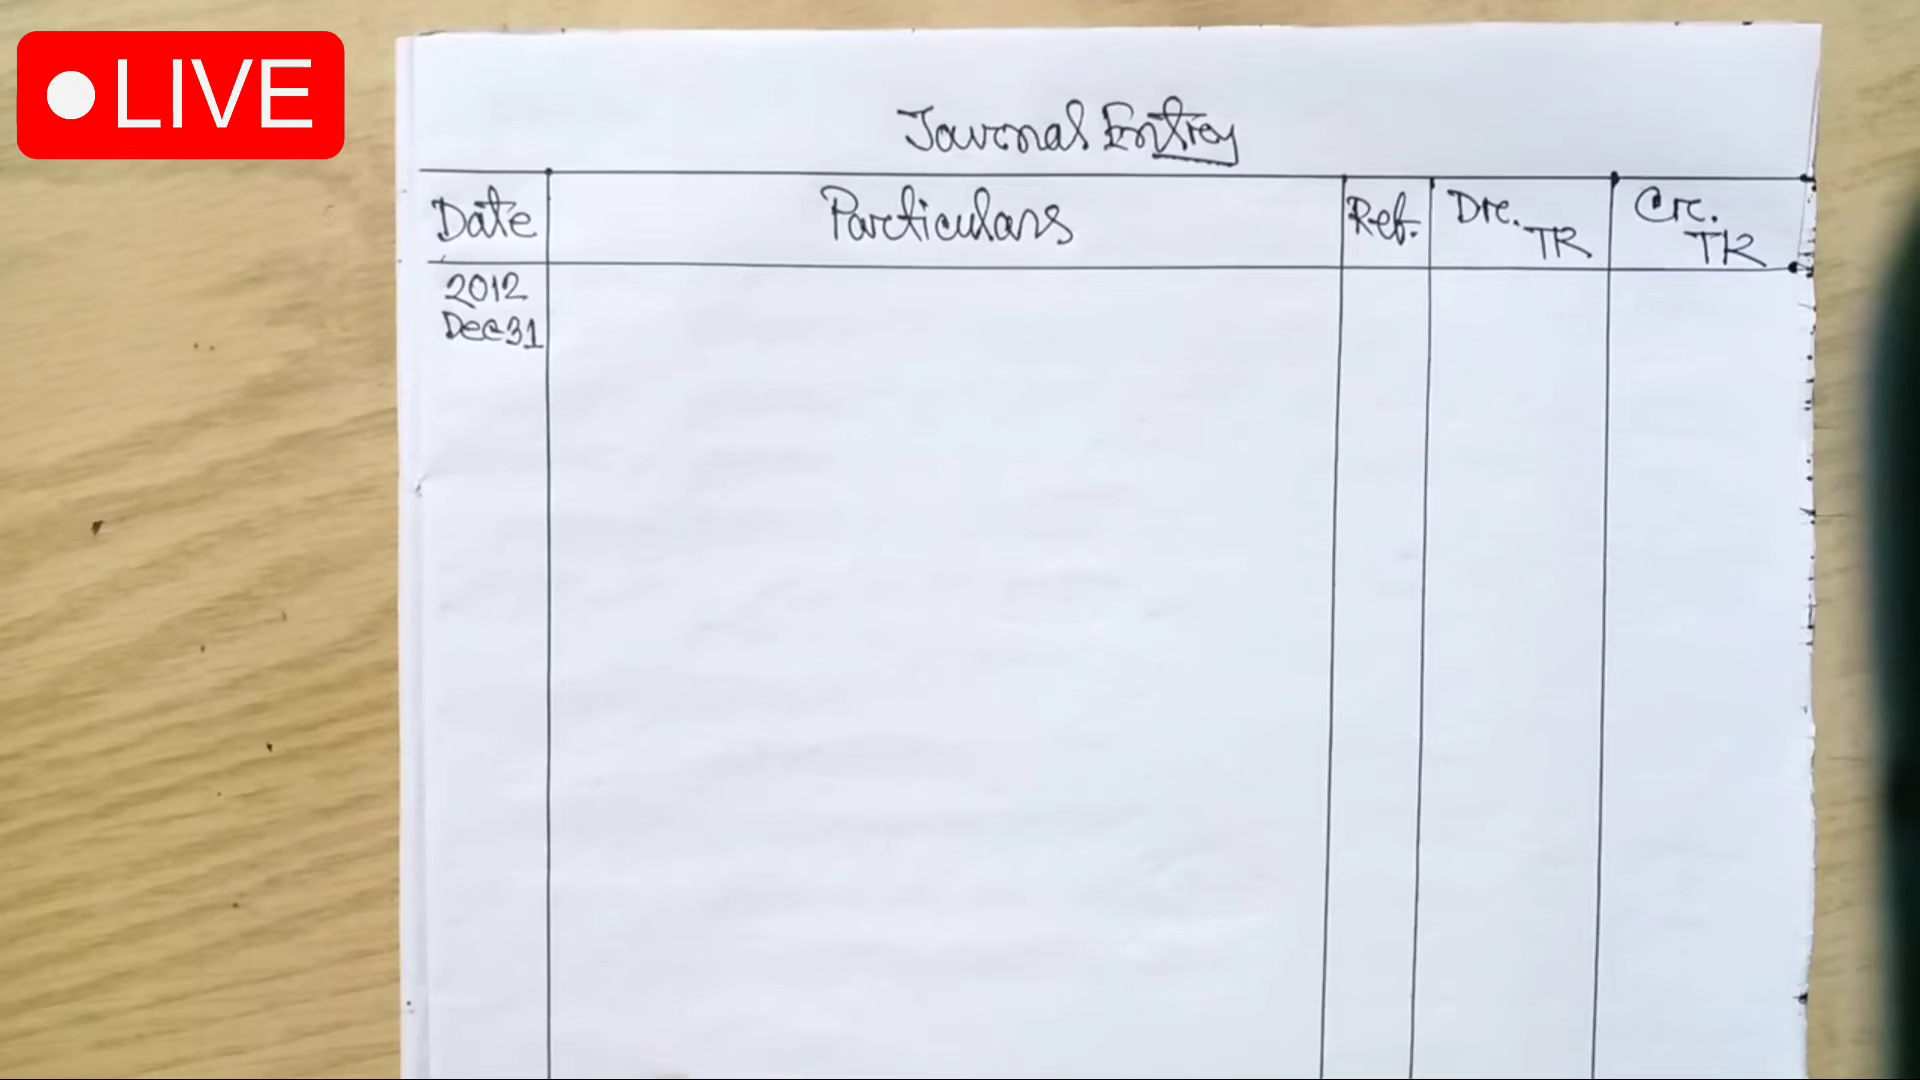 LIVE
Journal Entry
Date Particulars Ref. Dr. TK Cr. TK
2012
Dec 31